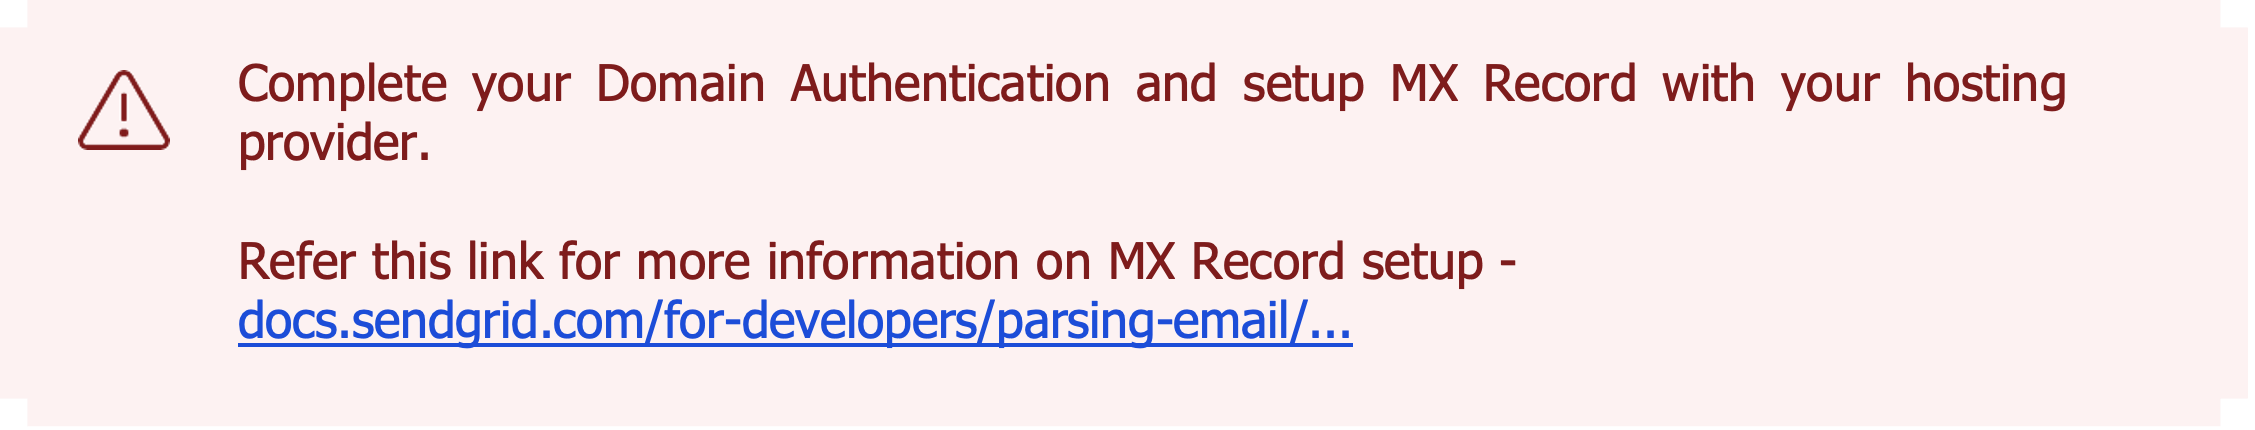 Complete your Domain Authentication and setup MX Record with your hosting
provider.
Refer this link for more information on MX Record setup -
docs.sendgrid.com/for-developers/parsing-email/...